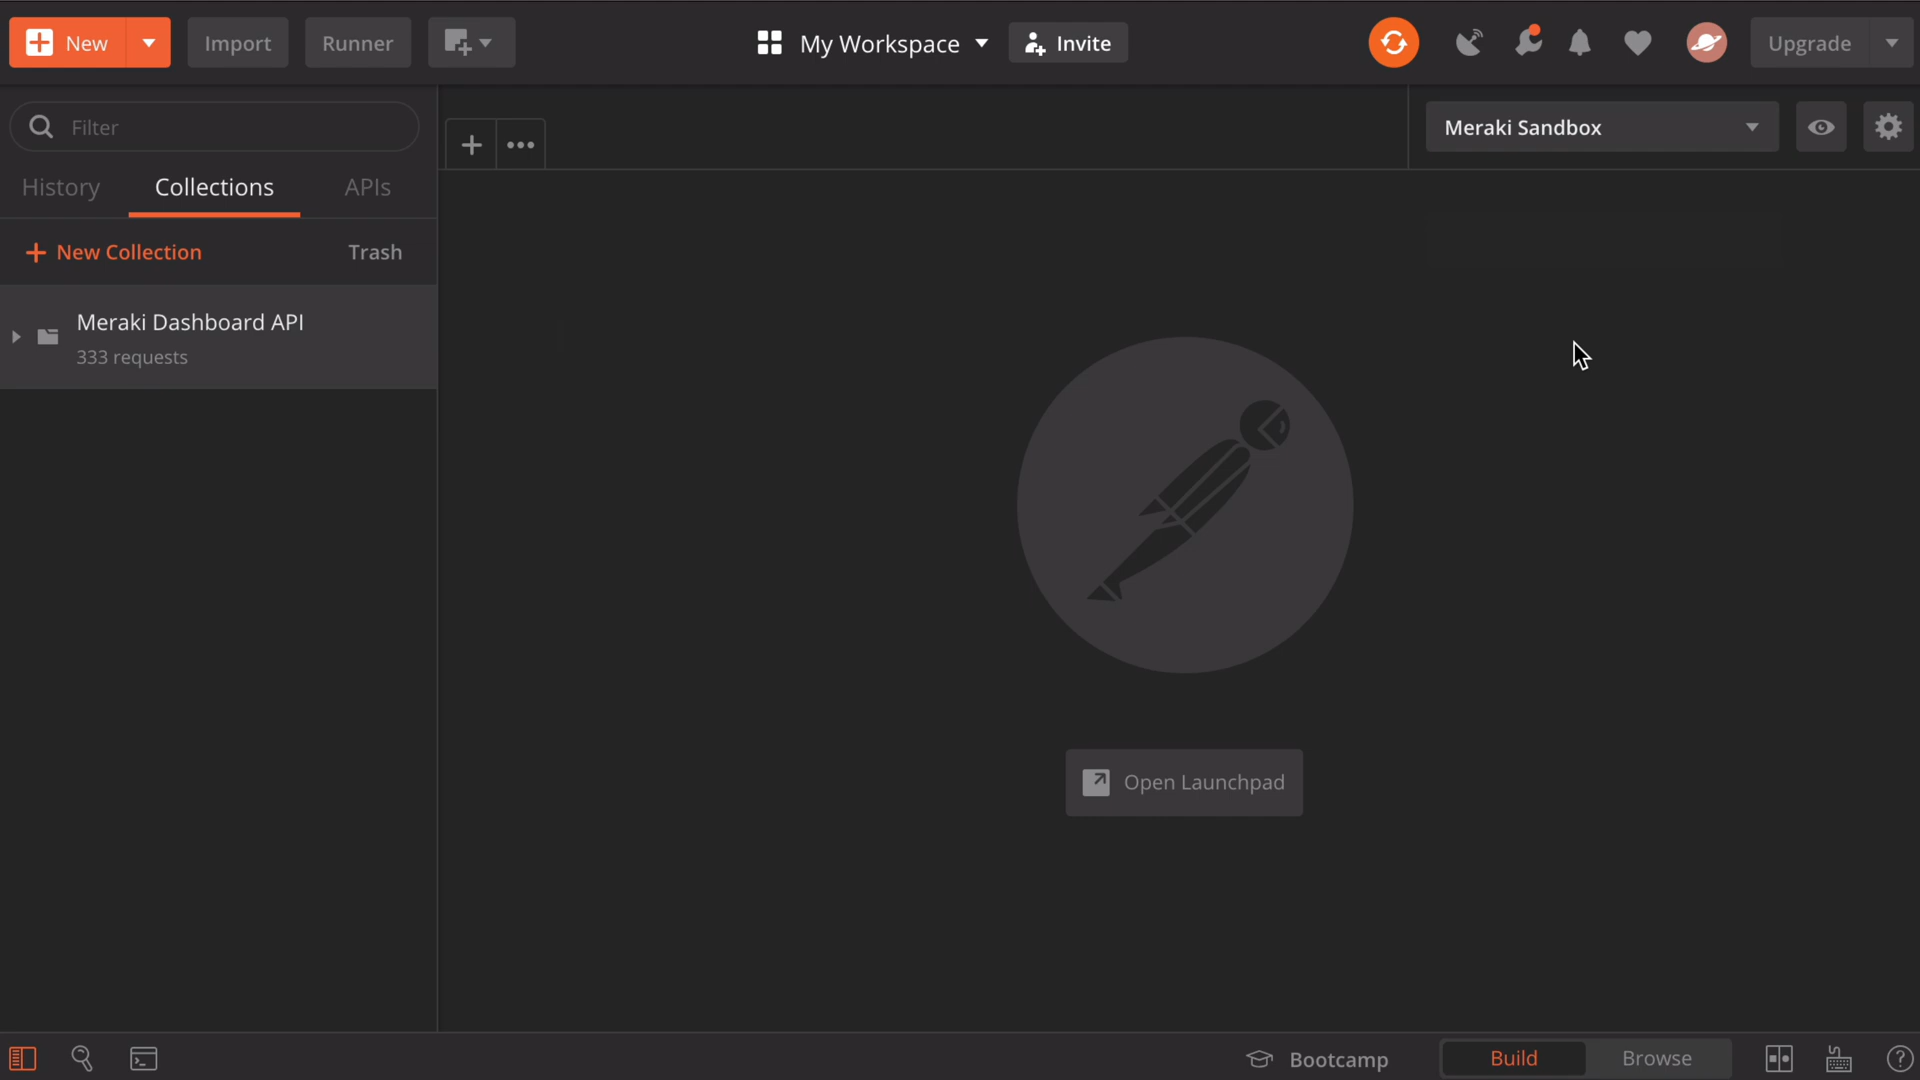 New
Import
Runner
My Workspace
Invite
Upgrade
Filter
Meraki Sandbox
History
Collections
APIs
New Collection
Trash
Meraki Dashboard API
333 requests
Open Launchpad
Bootcamp
Build
Browse